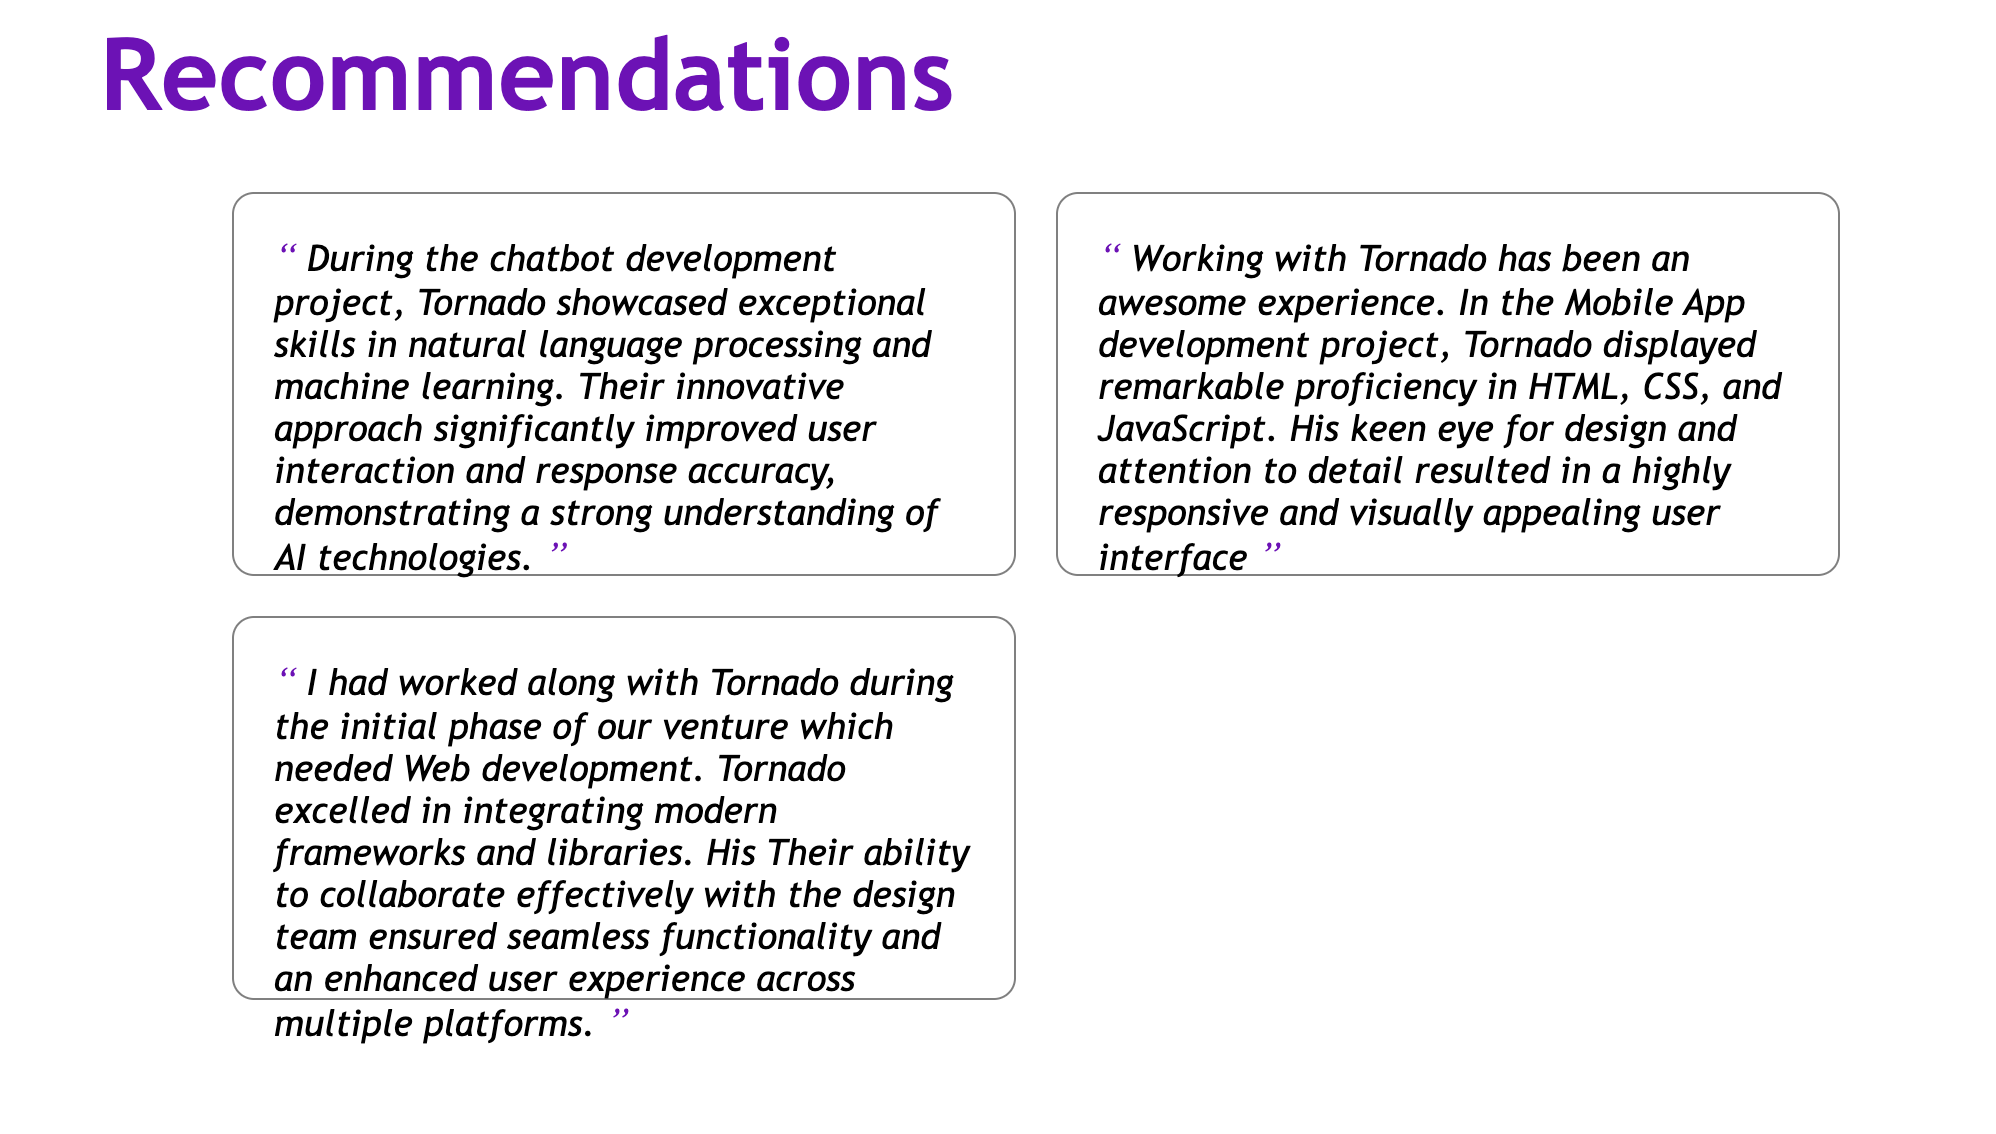 Recommendations
“ During the chatbot development
project, Tornado showcased exceptional
skills in natural language processing and
machine learning. Their innovative
approach significantly improved user
interaction and response accuracy,
demonstrating a strong understanding of
AI technologies. ”
“ Working with Tornado has been an
awesome experience. In the Mobile App
development project, Tornado displayed
remarkable proficiency in HTML, CSS, and
JavaScript. His keen eye for design and
attention to detail resulted in a highly
responsive and visually appealing user
interface ”
“ I had worked along with Tornado during
the initial phase of our venture which
needed Web development. Tornado
excelled in integrating modern
frameworks and libraries. His Their ability
to collaborate effectively with the design
team ensured seamless functionality and
an enhanced user experience across
multiple platforms. ”